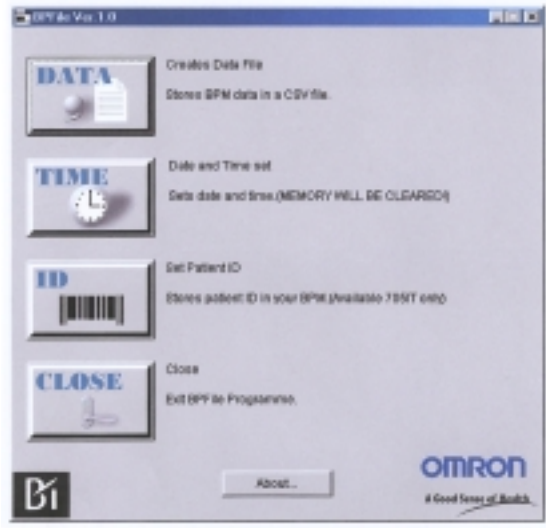 BPFile Ver 1.0
DATA
Creates Data File
Stores BPM data in a CSV file.
TIME
Date and Time set
Sets date and time.(MEMORY WILL BE CLEARED!)
ID
Set Patient ID
Stores patient ID in your BPM.(Available 705IT only)
CLOSE
Close
Exit BPFile Programme.
Bi
About...
OMRON
A Good Sense of Health